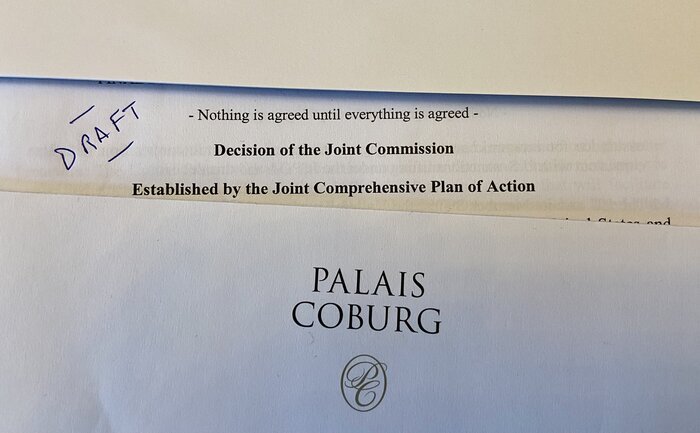 - Nothing is agreed until everything is agreed -
DRAFT
Decision of the Joint Commission
Established by the Joint Comprehensive Plan of Action
and
PALAIS
COBURG
PC